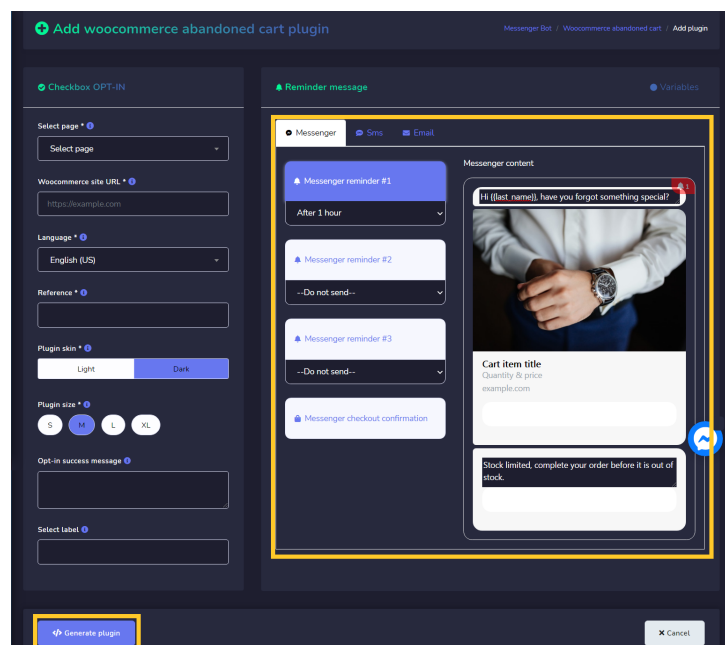 Add woocommerce abandoned cart plugin
Messenger Bot / Woocommerce abandoned cart / Add plugin
Checkbox OPT-IN
Select page *
Select page
Woocommerce site URL *
https://example.com
Language *
English (US)
Reference *
Plugin skin *
Light Dark
Plugin size *
S M L XL
Opt-in success message
Select label
Reminder message
Variables
Messenger Sms Email
Messenger reminder #1
After 1 hour
Messenger reminder #2
--Do not send--
Messenger reminder #3
--Do not send--
Messenger checkout confirmation
Messenger content
1
Hi {{last_name}}, have you forgot something special?
Cart item title
Quantity & price
example.com
Stock limited, complete your order before it is out of
stock.
</> Generate plugin
Cancel